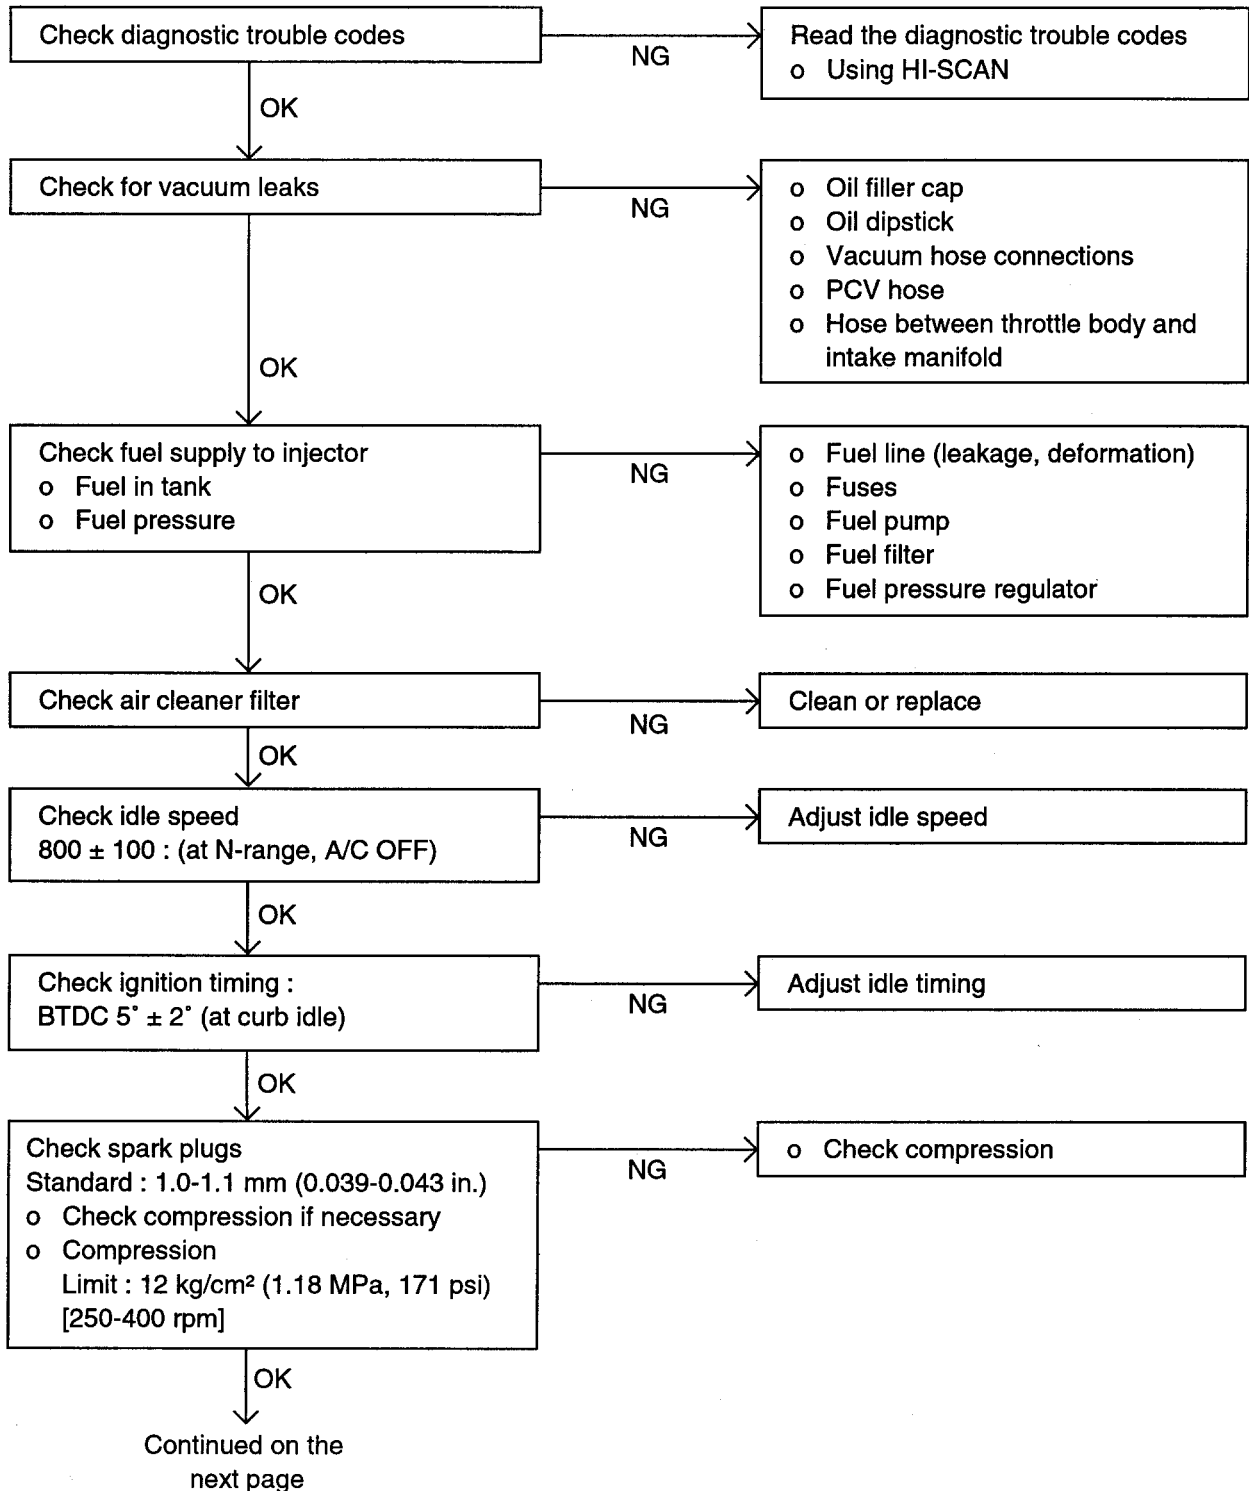 Check diagnostic trouble codes
NG
Read the diagnostic trouble codes
o Using HI-SCAN
OK
Check for vacuum leaks
NG
o Oil filler cap
o Oil dipstick
o Vacuum hose connections
o PCV hose
o Hose between throttle body and
intake manifold
OK
Check fuel supply to injector
o Fuel in tank
o Fuel pressure
NG
o Fuel line (leakage, deformation)
o Fuses
o Fuel pump
o Fuel filter
o Fuel pressure regulator
OK
Check air cleaner filter
NG
Clean or replace
OK
Check idle speed
800 ± 100 : (at N-range, A/C OFF)
NG
Adjust idle speed
OK
Check ignition timing :
BTDC 5˚ ± 2˚ (at curb idle)
NG
Adjust idle timing
OK
Check spark plugs
Standard : 1.0-1.1 mm (0.039-0.043 in.)
o Check compression if necessary
o Compression
Limit : 12 kg/cm² (1.18 MPa, 171 psi)
[250-400 rpm]
NG
o Check compression
OK
Continued on the
next page